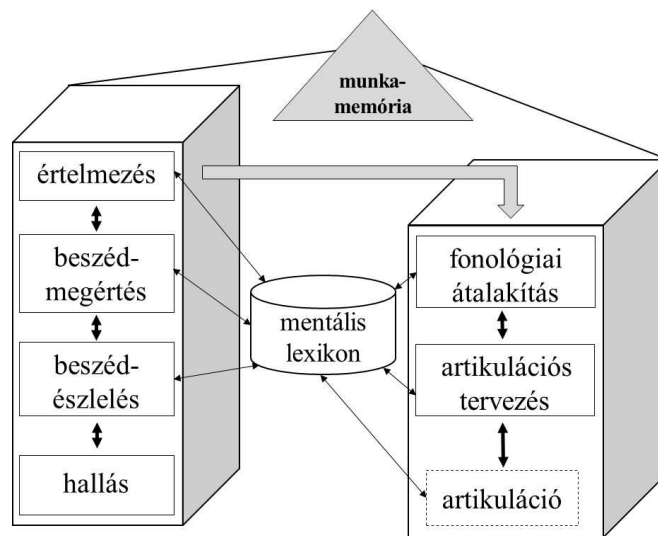 munka-
memória
értelmezés
beszéd-
megértés
beszéd-
észlelés
hallás
mentális
lexikon
fonológiai
átalakítás
artikulációs
tervezés
artikuláció